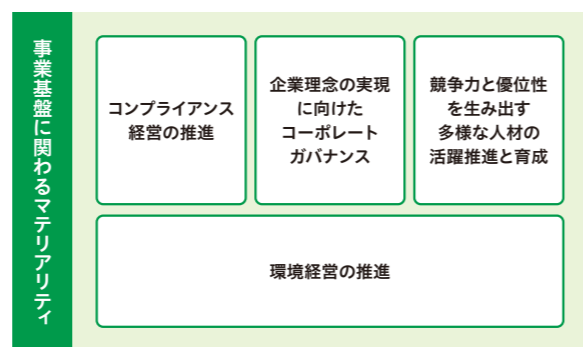 事業基盤に関わるマテリアリティ
コンプライアンス
経営の推進
企業理念の実現
に向けた
コーポレート
ガバナンス
競争力と優位性
を生み出す
多様な人材の
活躍推進と育成
環境経営の推進